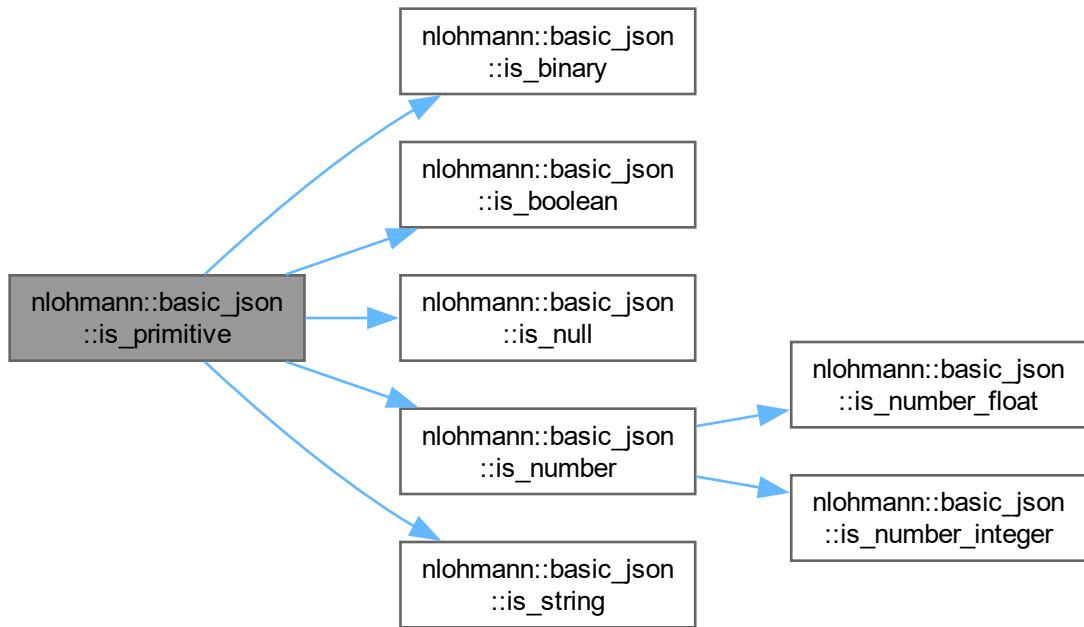 nlohmann::basic_json
::is_binary
nlohmann::basic_json
::is_boolean
nlohmann::basic_json
::is_primitive
nlohmann::basic_json
::is_null
nlohmann::basic_json
::is_number_float
nlohmann::basic_json
::is_number
nlohmann::basic_json
::is_number_integer
nlohmann::basic_json
::is_string